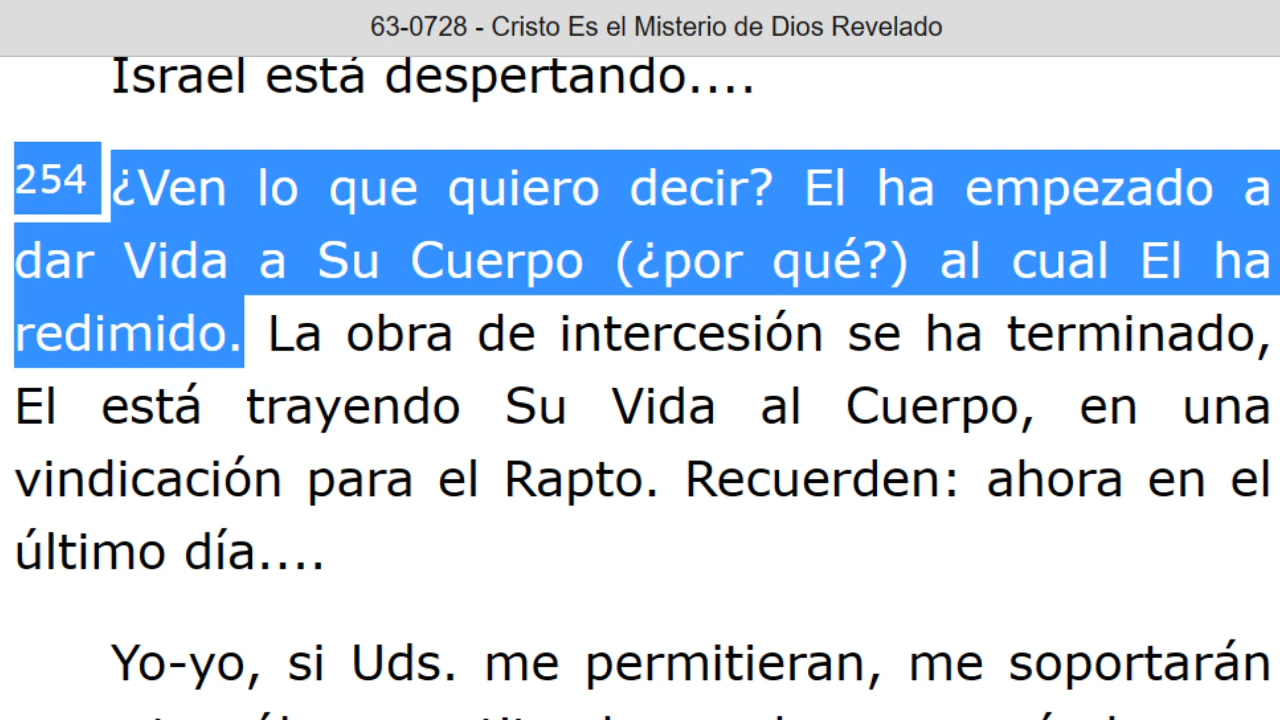 63-0728 - Cristo Es el Misterio de Dios Revelado
Israel está despertando....
254 ¿Ven lo que quiero decir? El ha empezado a
dar Vida a Su Cuerpo (¿por qué?) al cual El ha
redimido. La obra de intercesión se ha terminado,
El está trayendo Su Vida al Cuerpo, en una
vindicación para el Rapto. Recuerden: ahora en el
último día....
Yo-yo, si Uds. me permitieran, me soportarán